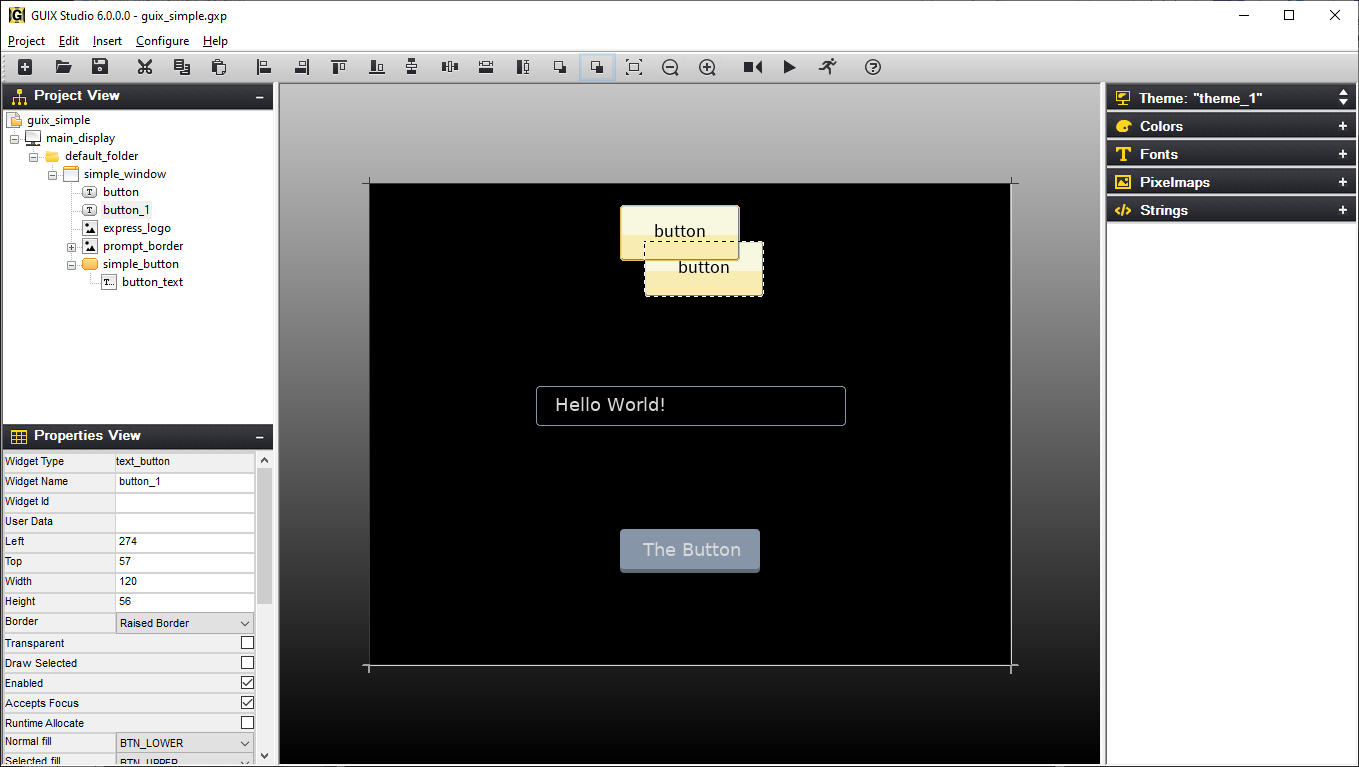 GUIX Studio 6.0.0.0 - guix_simple.gxp
Project Edit Insert Configure Help
Project View
guix_simple
main_display
default_folder
simple_window
button
button_1
express_logo
prompt_border
simple_button
button_text
Properties View
Widget Type text_button
Widget Name button_1
Widget Id
User Data
Left 274
Top 57
Width 120
Height 56
Border Raised Border
Transparent
Draw Selected
Enabled
Accepts Focus
Runtime Allocate
Normal fill BTN_LOWER
Selected fill BTN_UPPER
button
button
Hello World!
The Button
Theme: "theme_1"
Colors
Fonts
Pixelmaps
Strings